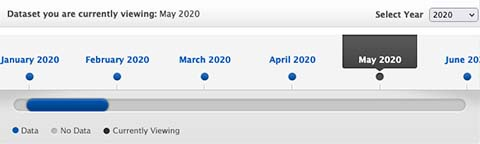 Dataset you are currently viewing: May 2020 Select Year 2020
January 2020 February 2020 March 2020 April 2020 May 2020 June 202
Data No Data Currently Viewing